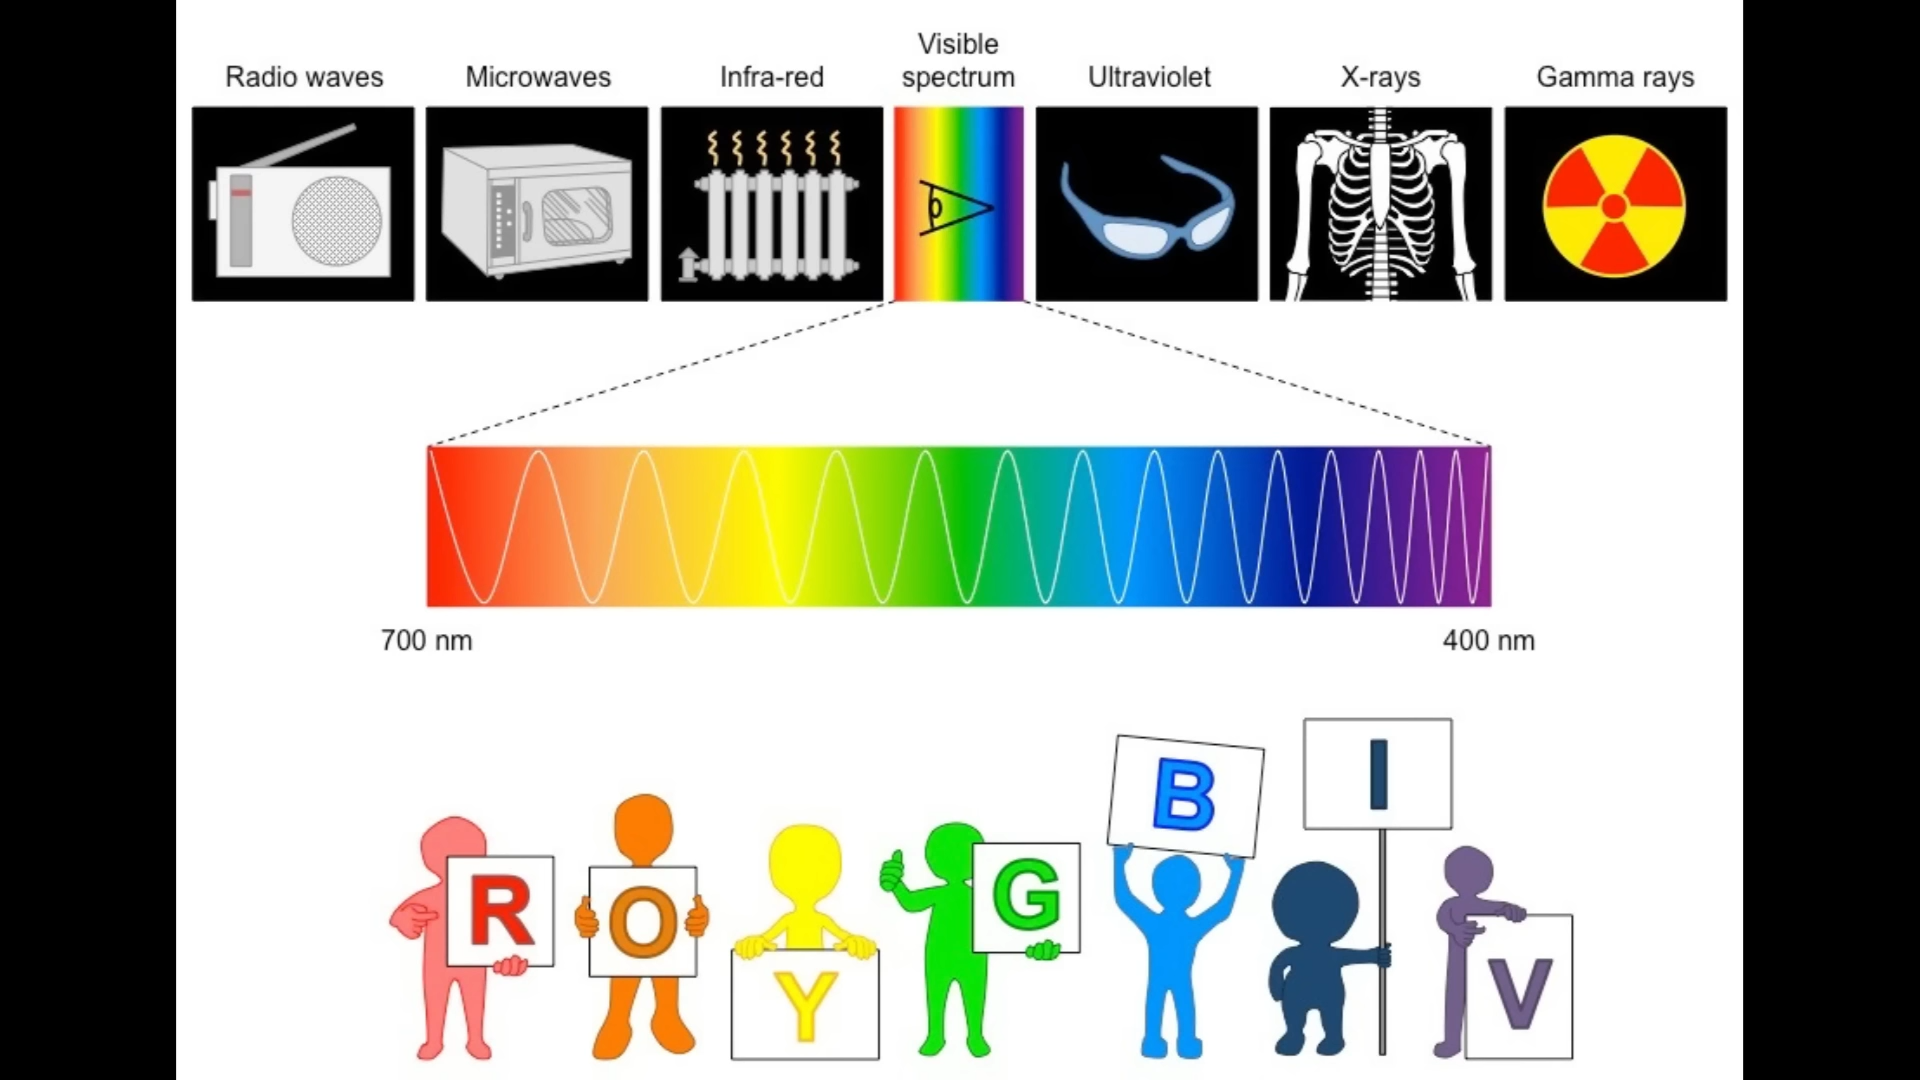 Radio waves
Microwaves
Infra-red
Visible
spectrum
Ultraviolet
X-rays
Gamma rays
700 nm
400 nm
R
O
Y
G
B
I
V